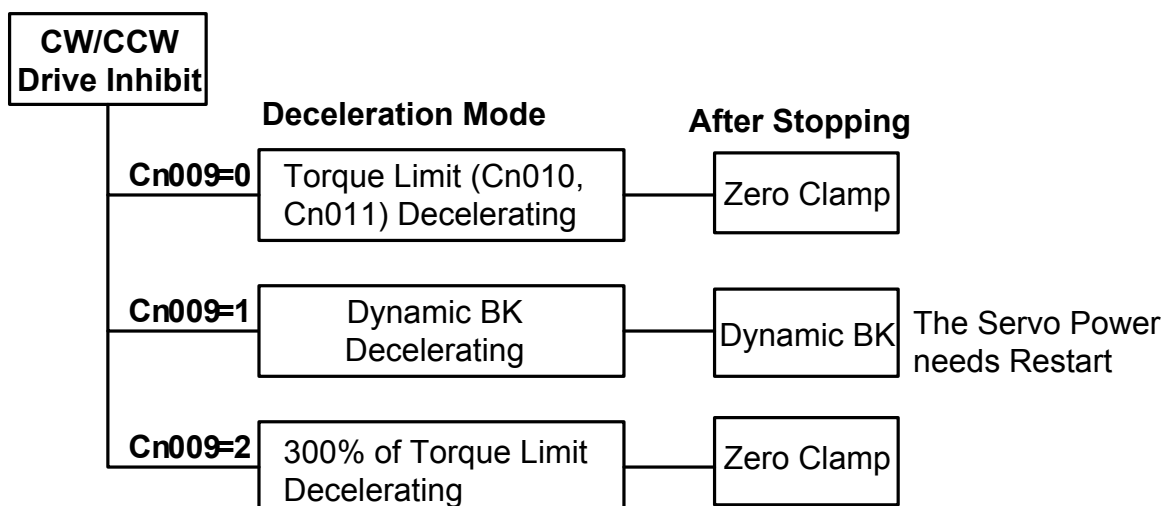 CW/CCW
Drive Inhibit
Deceleration Mode
After Stopping
Cn009=0
Torque Limit (Cn010,
Cn011) Decelerating
Zero Clamp
Cn009=1
Dynamic BK
Decelerating
Dynamic BK
The Servo Power
needs Restart
Cn009=2
300% of Torque Limit
Decelerating
Zero Clamp